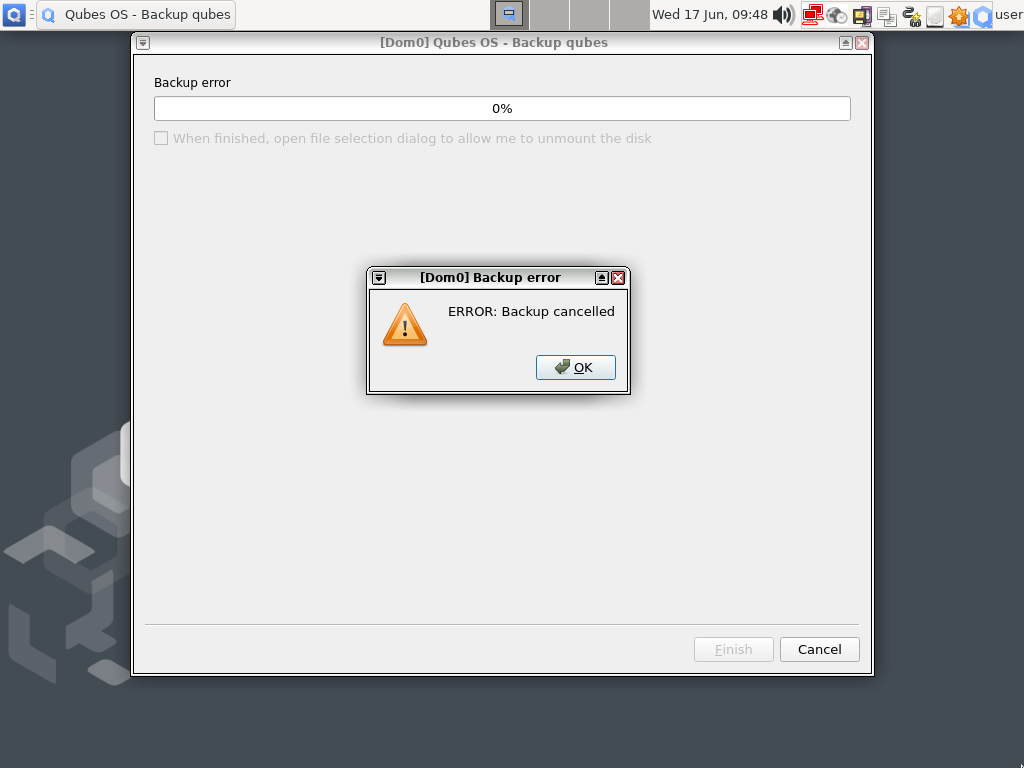 Qubes OS - Backup qubes
Wed 17 Jun, 09:48
user
[Dom0] Qubes OS - Backup qubes
Backup error
0%
When finished, open file selection dialog to allow me to unmount the disk
[Dom0] Backup error
ERROR: Backup cancelled
OK
Finish
Cancel